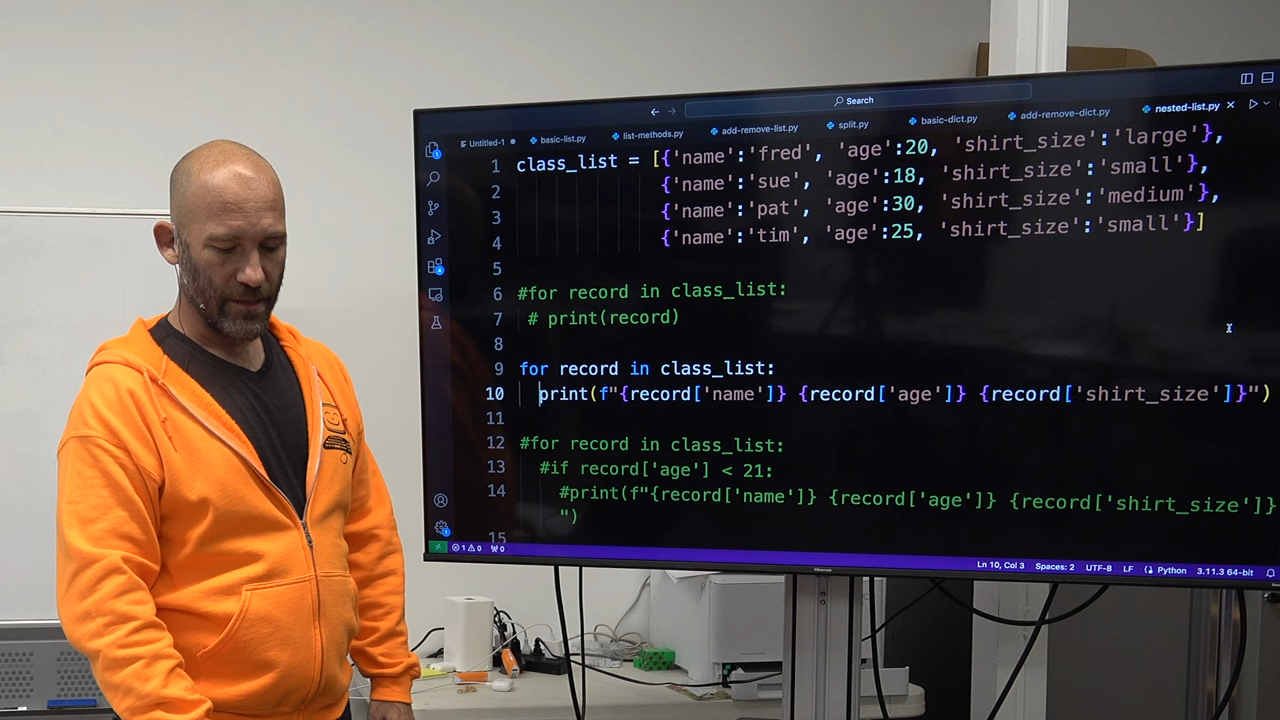 Search
Untitled-1 basic-list.py list-methods.py add-remove-list.py split.py basic-dict.py add-remove-dict.py nested-list.py
1 class_list = [{'name':'fred', 'age':20, 'shirt_size':'large'},
2 {'name':'sue', 'age':18, 'shirt_size':'small'},
3 {'name':'pat', 'age':30, 'shirt_size':'medium'},
4 {'name':'tim', 'age':25, 'shirt_size':'small'}]
5
6 #for record in class_list:
7 # print(record)
8
9 for record in class_list:
10 print(f"{record['name']} {record['age']} {record['shirt_size']}")
11
12 #for record in class_list:
13 #if record['age'] < 21:
14 #print(f"{record['name']} {record['age']} {record['shirt_size']}
")
15
1 0 0 Ln 10, Col 3 Spaces: 2 UTF-8 LF Python 3.11.3 64-bit
Hisense